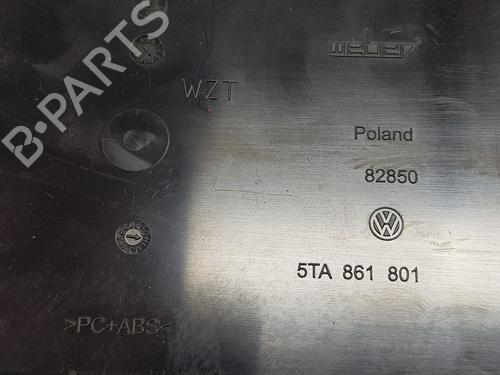 B-PARTS
WZT
Poland
82850
5TA 861 801
>PC+ABS<